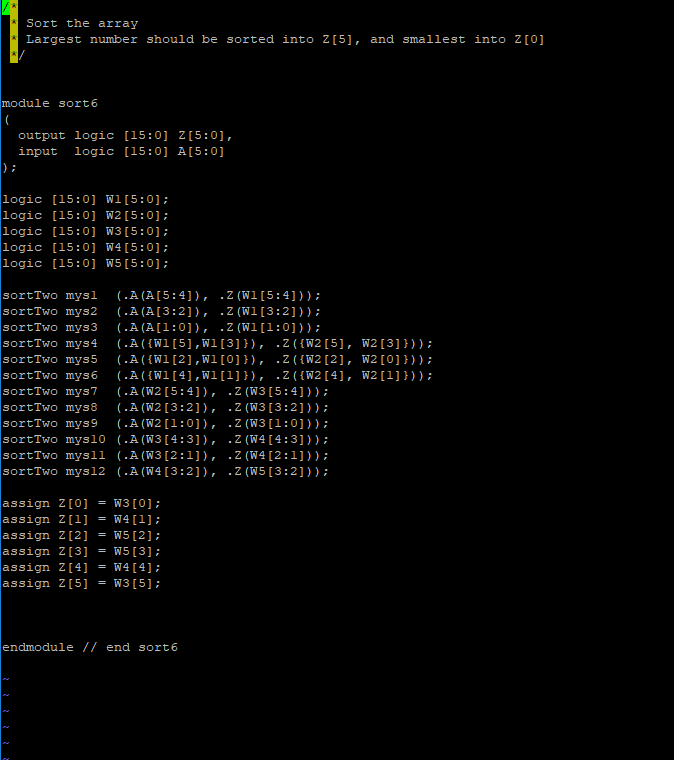 /*
 * Sort the array
 * Largest number should be sorted into Z[5], and smallest into Z[0]
 */
module sort6
(
  output logic [15:0] Z[5:0],
  input  logic [15:0] A[5:0]
);
logic [15:0] W1[5:0];
logic [15:0] W2[5:0];
logic [15:0] W3[5:0];
logic [15:0] W4[5:0];
logic [15:0] W5[5:0];
sortTwo mys1  (.A(A[5:4]), .Z(W1[5:4]));
sortTwo mys2  (.A(A[3:2]), .Z(W1[3:2]));
sortTwo mys3  (.A(A[1:0]), .Z(W1[1:0]));
sortTwo mys4  (.A({W1[5],W1[3]}), .Z({W2[5], W2[3]}));
sortTwo mys5  (.A({W1[2],W1[0]}), .Z({W2[2], W2[0]}));
sortTwo mys6  (.A({W1[4],W1[1]}), .Z({W2[4], W2[1]}));
sortTwo mys7  (.A(W2[5:4]), .Z(W3[5:4]));
sortTwo mys8  (.A(W2[3:2]), .Z(W3[3:2]));
sortTwo mys9  (.A(W2[1:0]), .Z(W3[1:0]));
sortTwo mys10 (.A(W3[4:3]), .Z(W4[4:3]));
sortTwo mys11 (.A(W3[2:1]), .Z(W4[2:1]));
sortTwo mys12 (.A(W4[3:2]), .Z(W5[3:2]));
assign Z[0] = W3[0];
assign Z[1] = W4[1];
assign Z[2] = W5[2];
assign Z[3] = W5[3];
assign Z[4] = W4[4];
assign Z[5] = W3[5];
endmodule // end sort6
~
~
~
~
~